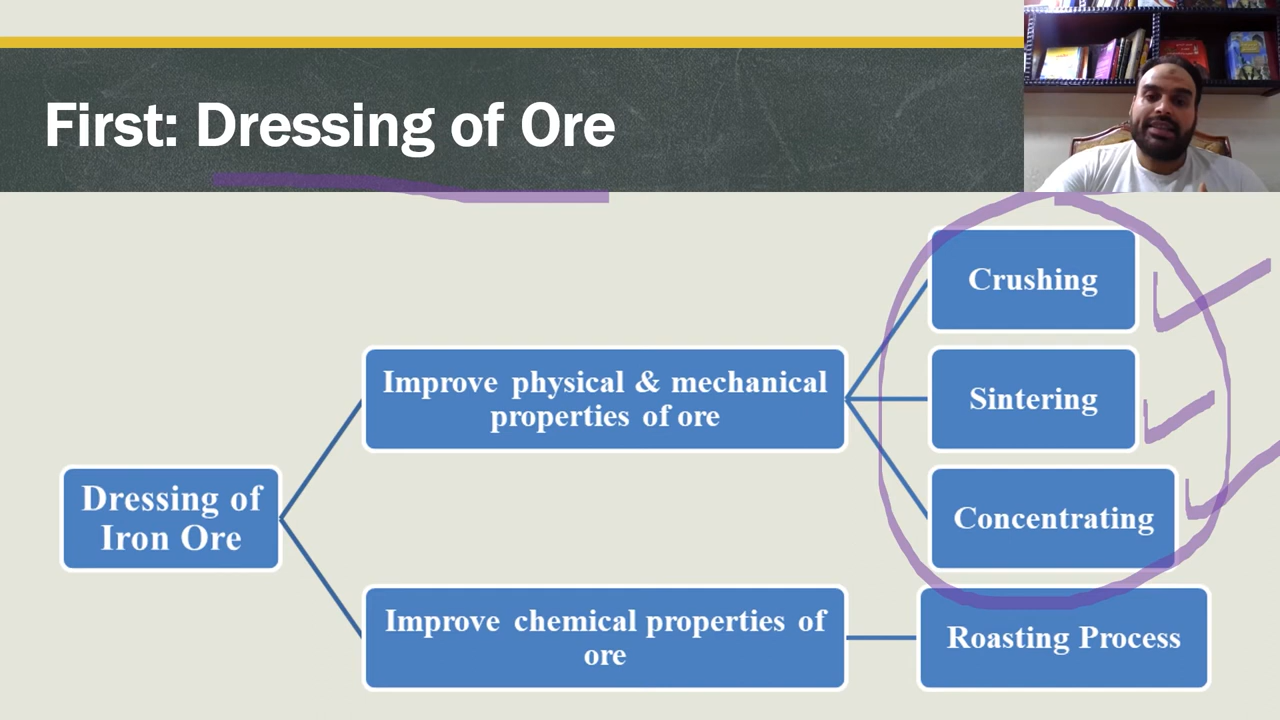 First: Dressing of Ore
Crushing
Improve physical & mechanical
properties of ore
Sintering
Dressing of
Iron Ore
Concentrating
Improve chemical properties of
ore
Roasting Process